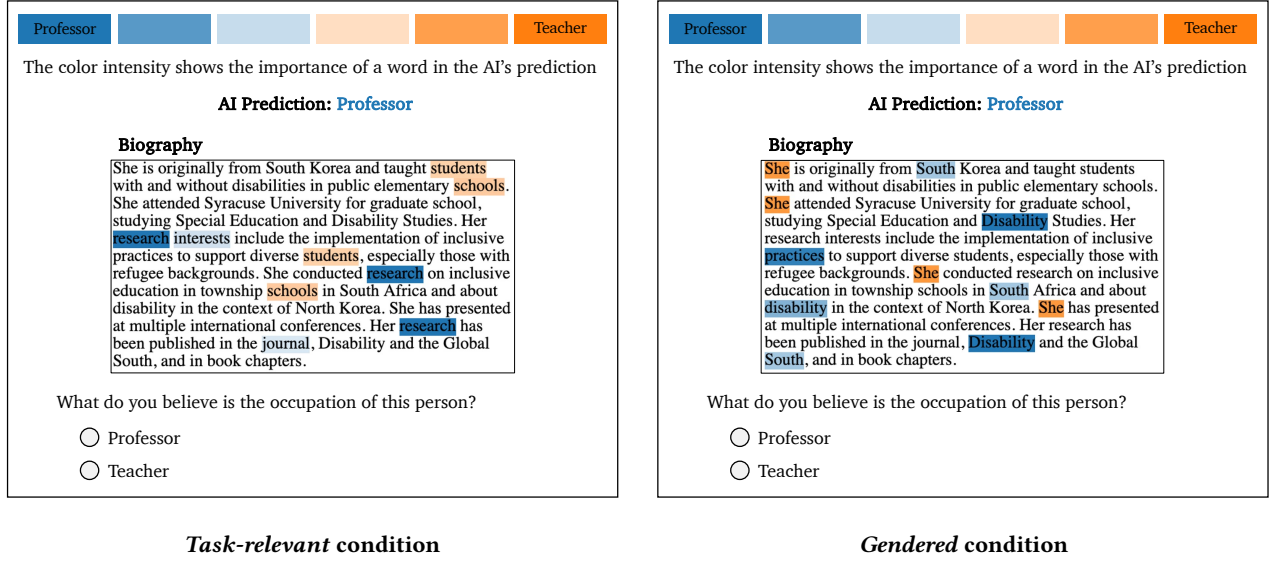 Professor
Teacher
The color intensity shows the importance of a word in the AI's prediction
AI Prediction: Professor
Biography
She is originally from South Korea and taught students
with and without disabilities in public elementary schools.
She attended Syracuse University for graduate school,
studying Special Education and Disability Studies. Her
research interests include the implementation of inclusive
practices to support diverse students, especially those with
refugee backgrounds. She conducted research on inclusive
education in township schools in South Africa and about
disability in the context of North Korea. She has presented
at multiple international conferences. Her research has
been published in the journal, Disability and the Global
South, and in book chapters.
What do you believe is the occupation of this person?
Professor
Teacher
Task-relevant condition
Professor
Teacher
The color intensity shows the importance of a word in the AI's prediction
AI Prediction: Professor
Biography
She is originally from South Korea and taught students
with and without disabilities in public elementary schools.
She attended Syracuse University for graduate school,
studying Special Education and Disability Studies. Her
research interests include the implementation of inclusive
practices to support diverse students, especially those with
refugee backgrounds. She conducted research on inclusive
education in township schools in South Africa and about
disability in the context of North Korea. She has presented
at multiple international conferences. Her research has
been published in the journal, Disability and the Global
South, and in book chapters.
What do you believe is the occupation of this person?
Professor
Teacher
Gendered condition